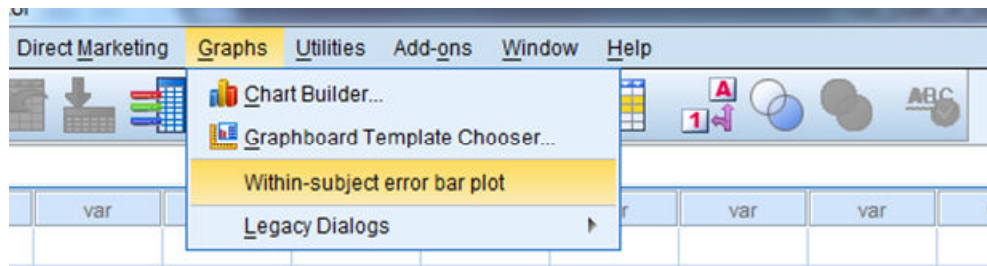 Direct Marketing Graphs Utilities Add-ons Window Help
Chart Builder...
A
ABC
1
Graphboard Template Chooser...
Within-subject error bar plot
var var var
Legacy Dialogs